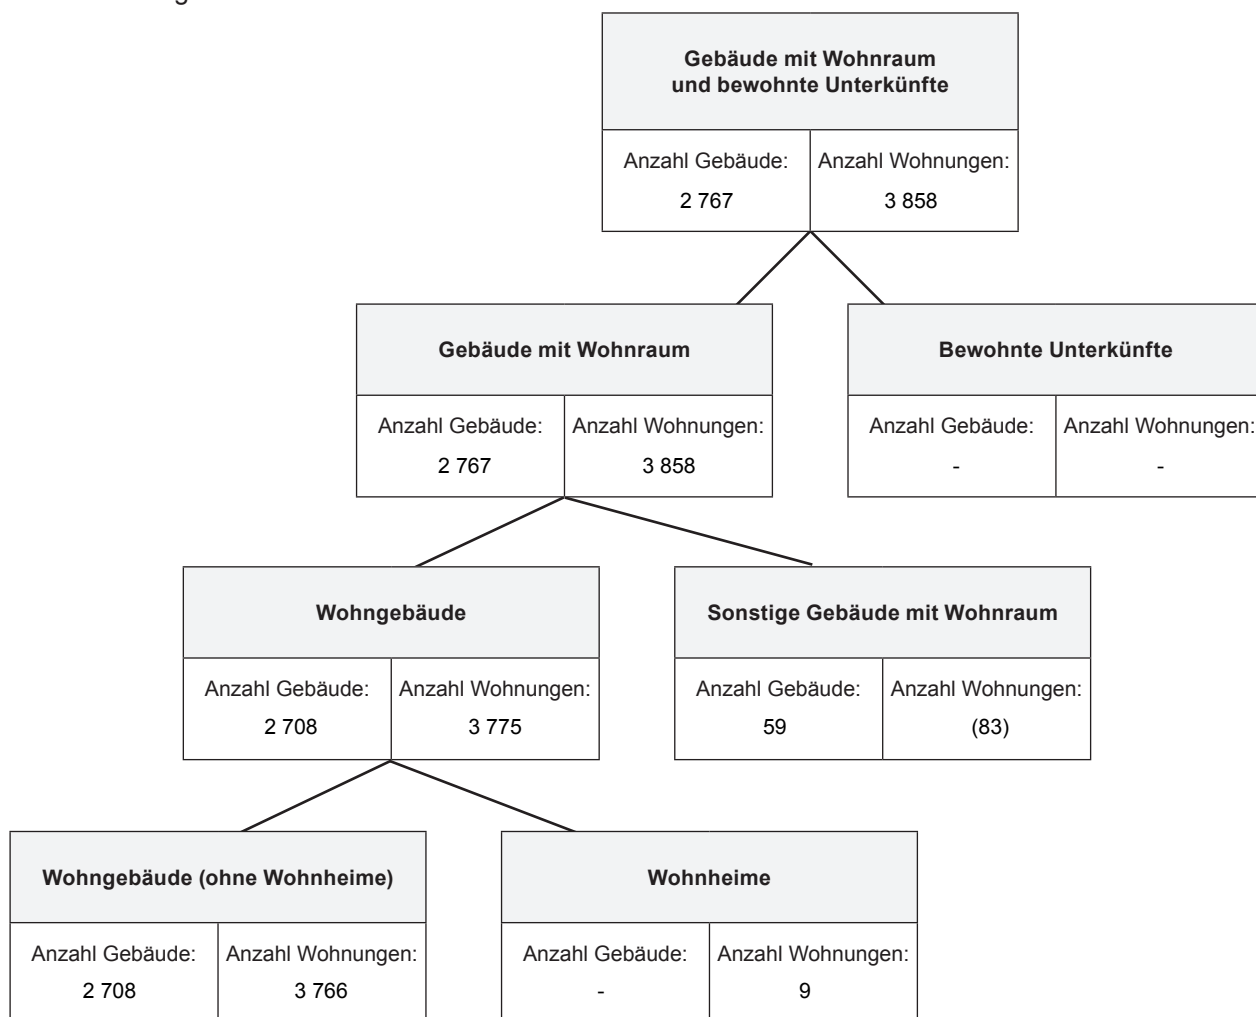 Gebäude mit Wohnraum
und bewohnte Unterkünfte
Anzahl Gebäude: Anzahl Wohnungen:
2 767 3 858
Gebäude mit Wohnraum Bewohnte Unterkünfte
Anzahl Gebäude: Anzahl Wohnungen: Anzahl Gebäude: Anzahl Wohnungen:
2 767 3 858 - -
Wohngebäude Sonstige Gebäude mit Wohnraum
Anzahl Gebäude: Anzahl Wohnungen: Anzahl Gebäude: Anzahl Wohnungen:
2 708 3 775 59 (83)
Wohngebäude (ohne Wohnheime) Wohnheime
Anzahl Gebäude: Anzahl Wohnungen: Anzahl Gebäude: Anzahl Wohnungen:
2 708 3 766 - 9